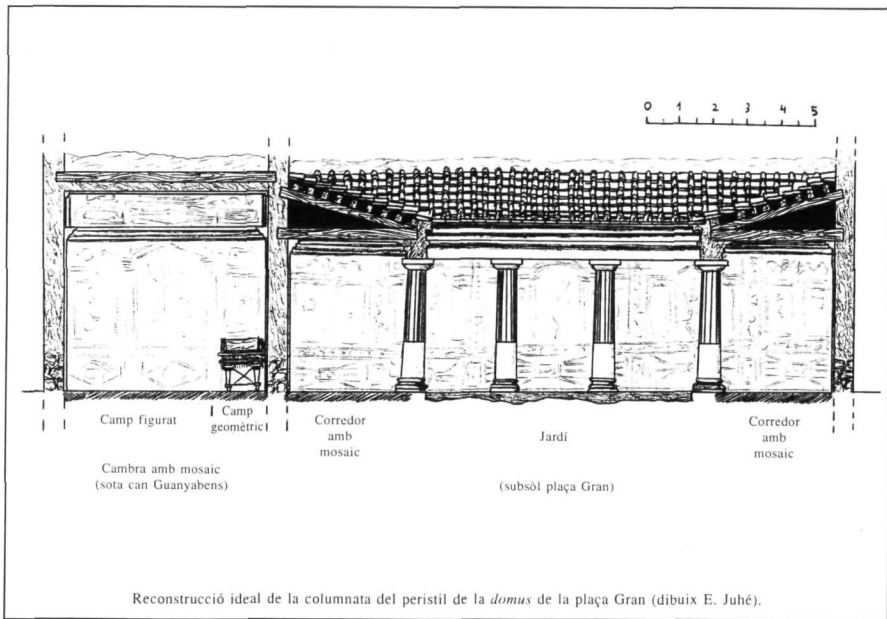 0 1 2 3 4 5
Camp figurat
Camp
geomètric
Cambra amb mosaic
(sota can Guanyabens)
Corredor
amb
mosaic
Jardí
(subsòl plaça Gran)
Corredor
amb
mosaic
Reconstrucció ideal de la columnata del peristil de la domus de la plaça Gran (dibuix E. Juhé).